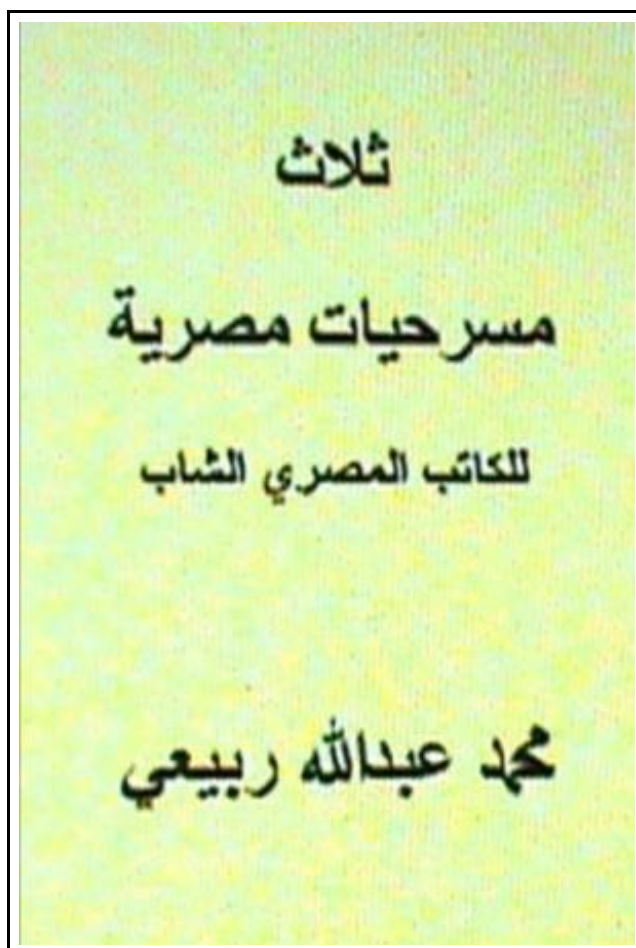 ثلاث
مسرحيات مصرية
للكاتب المصري الشاب
محمد عبدالله ربيعي